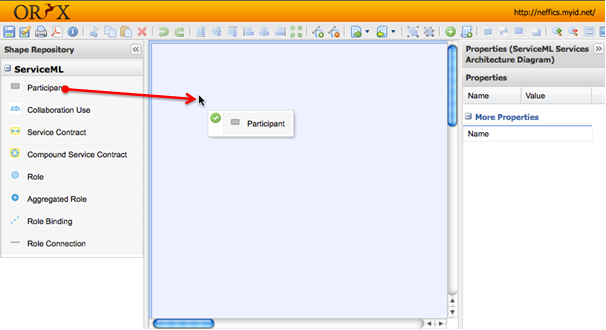 ORYX
http://neffics.myid.net/
Shape Repository
ServiceML
Participant
Collaboration Use
Service Contract
Compound Service Contract
Role
Aggregated Role
Role Binding
Role Connection
Participant
Properties (ServiceML Services
Architecture Diagram)
Properties
Name Value
More Properties
Name